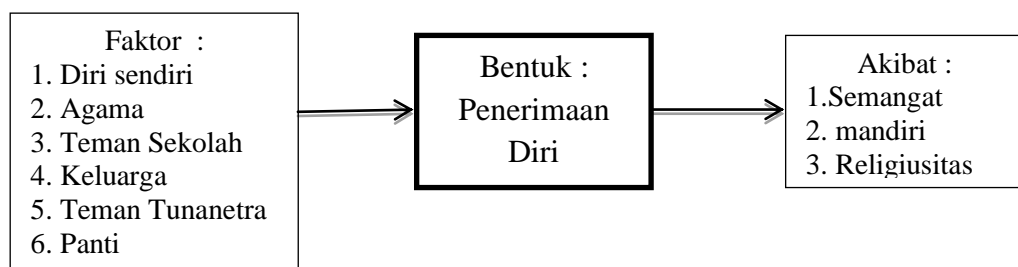 Faktor :
1. Diri sendiri
2. Agama
3. Teman Sekolah
4. Keluarga
5. Teman Tunanetra
6. Panti
Bentuk :
Penerimaan
Diri
Akibat :
1.Semangat
2. mandiri
3. Religiusitas